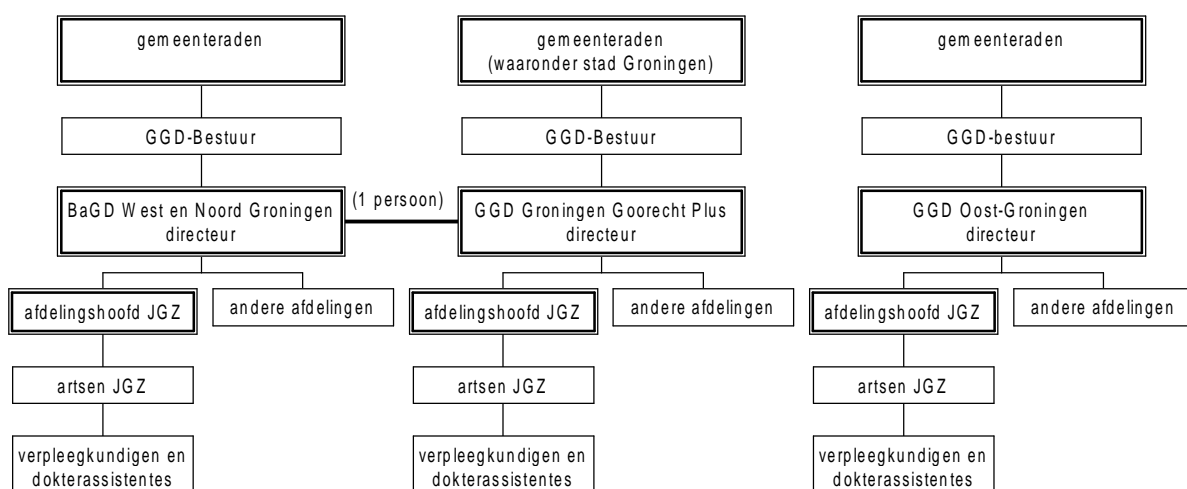 gemeenteraden
gemeenteraden
(waaronder stad Groningen)
gemeenteraden
GGD-Bestuur
GGD-Bestuur
GGD-bestuur
BaGD West en Noord Groningen
directeur
(1 persoon)
GGD Groningen Goorecht Plus
directeur
GGD Oost-Groningen
directeur
afdelingshoofd JGZ
andere afdelingen
afdelingshoofd JGZ
andere afdelingen
afdelingshoofd JGZ
andere afdelingen
artsen JGZ
artsen JGZ
artsen JGZ
verpleegkundigen en
dokterassistentes
verpleegkundigen en
dokterassistentes
verpleegkundigen en
dokterassistentes